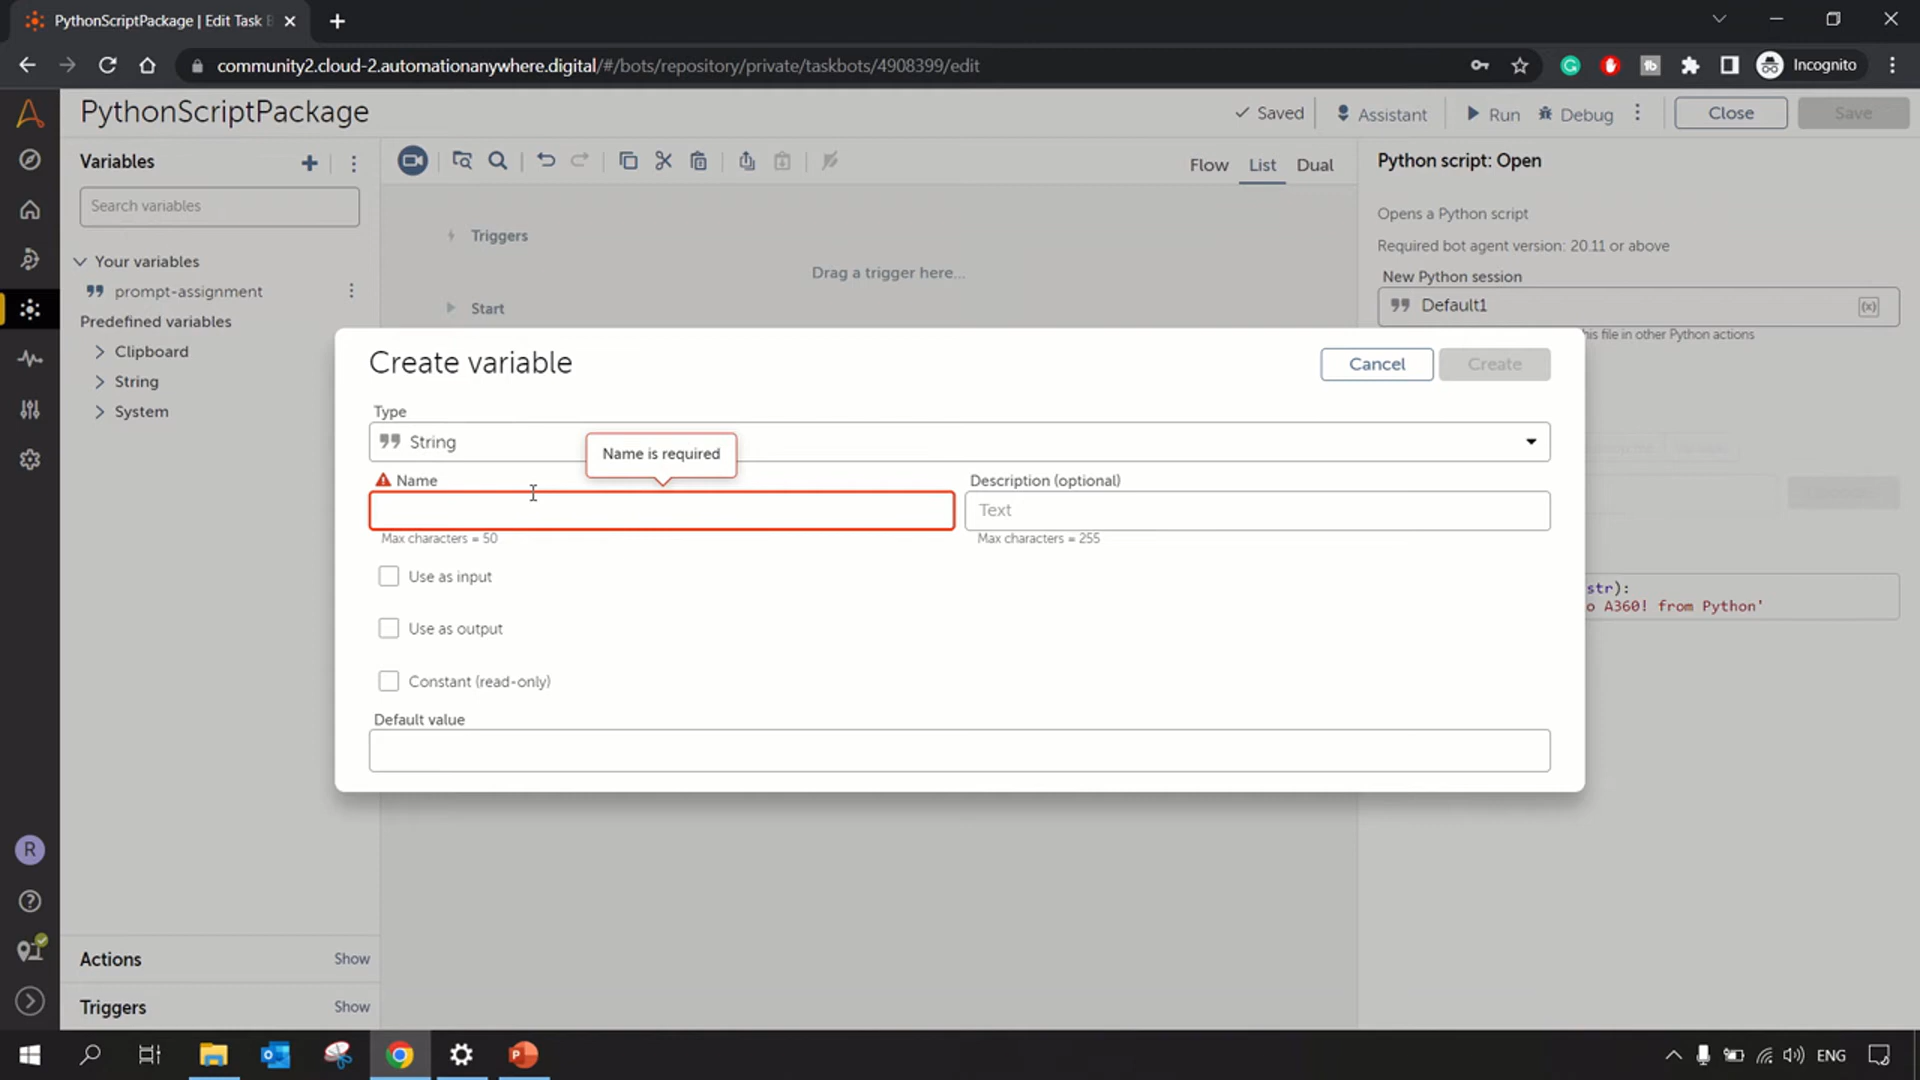 PythonScriptPackage | Edit Task B
community2.cloud-2.automationanywhere.digital/#/bots/repository/private/taskbots/4908399/edit
Incognito
PythonScriptPackage
Saved
Assistant
Run
Debug
Close
Save
Variables
Flow
List
Dual
Python script: Open
Search variables
Opens a Python script
Required bot agent version: 20.11 or above
Triggers
Your variables
Drag a trigger here...
New Python session
prompt-assignment
Default1
Start
Predefined variables
his file in other Python actions
Clipboard
String
System
Create variable
Cancel
Create
Type
String
Name is required
Name
Description (optional)
Text
Max characters = 50
Max characters = 255
Use as input
str):
o A360! from Python'
Use as output
Constant (read-only)
Default value
R
Actions
Show
Triggers
Show
ENG